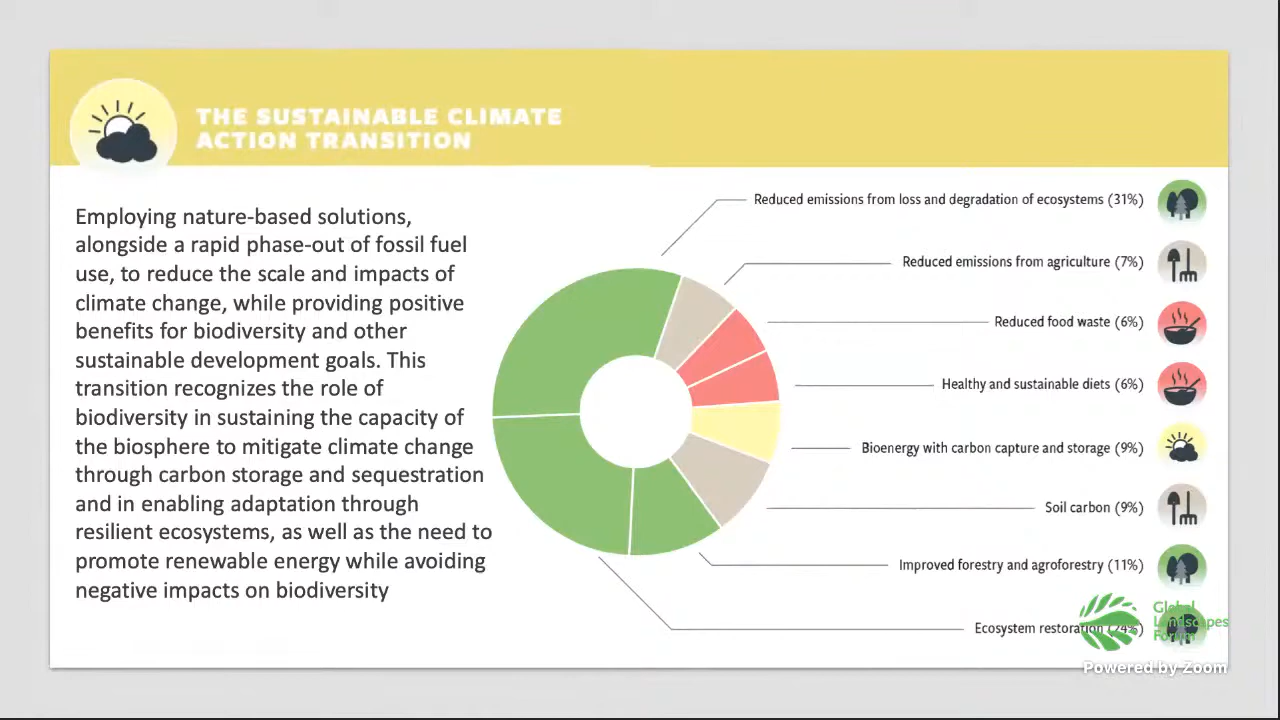 THE SUSTAINABLE CLIMATE
ACTION TRANSITION
Employing nature-based solutions,
alongside a rapid phase-out of fossil fuel
use, to reduce the scale and impacts of
climate change, while providing positive
benefits for biodiversity and other
sustainable development goals. This
transition recognizes the role of
biodiversity in sustaining the capacity of
the biosphere to mitigate climate change
through carbon storage and sequestration
and in enabling adaptation through
resilient ecosystems, as well as the need to
promote renewable energy while avoiding
negative impacts on biodiversity
Reduced emissions from loss and degradation of ecosystems (31%)
Reduced emissions from agriculture (7%)
Reduced food waste (6%)
Healthy and sustainable diets (6%)
Bioenergy with carbon capture and storage (9%)
Soil carbon (9%)
Improved forestry and agroforestry (11%)
Ecosystem restoration (24%)
Global
Landscapes
Forum
Powered by Zoom